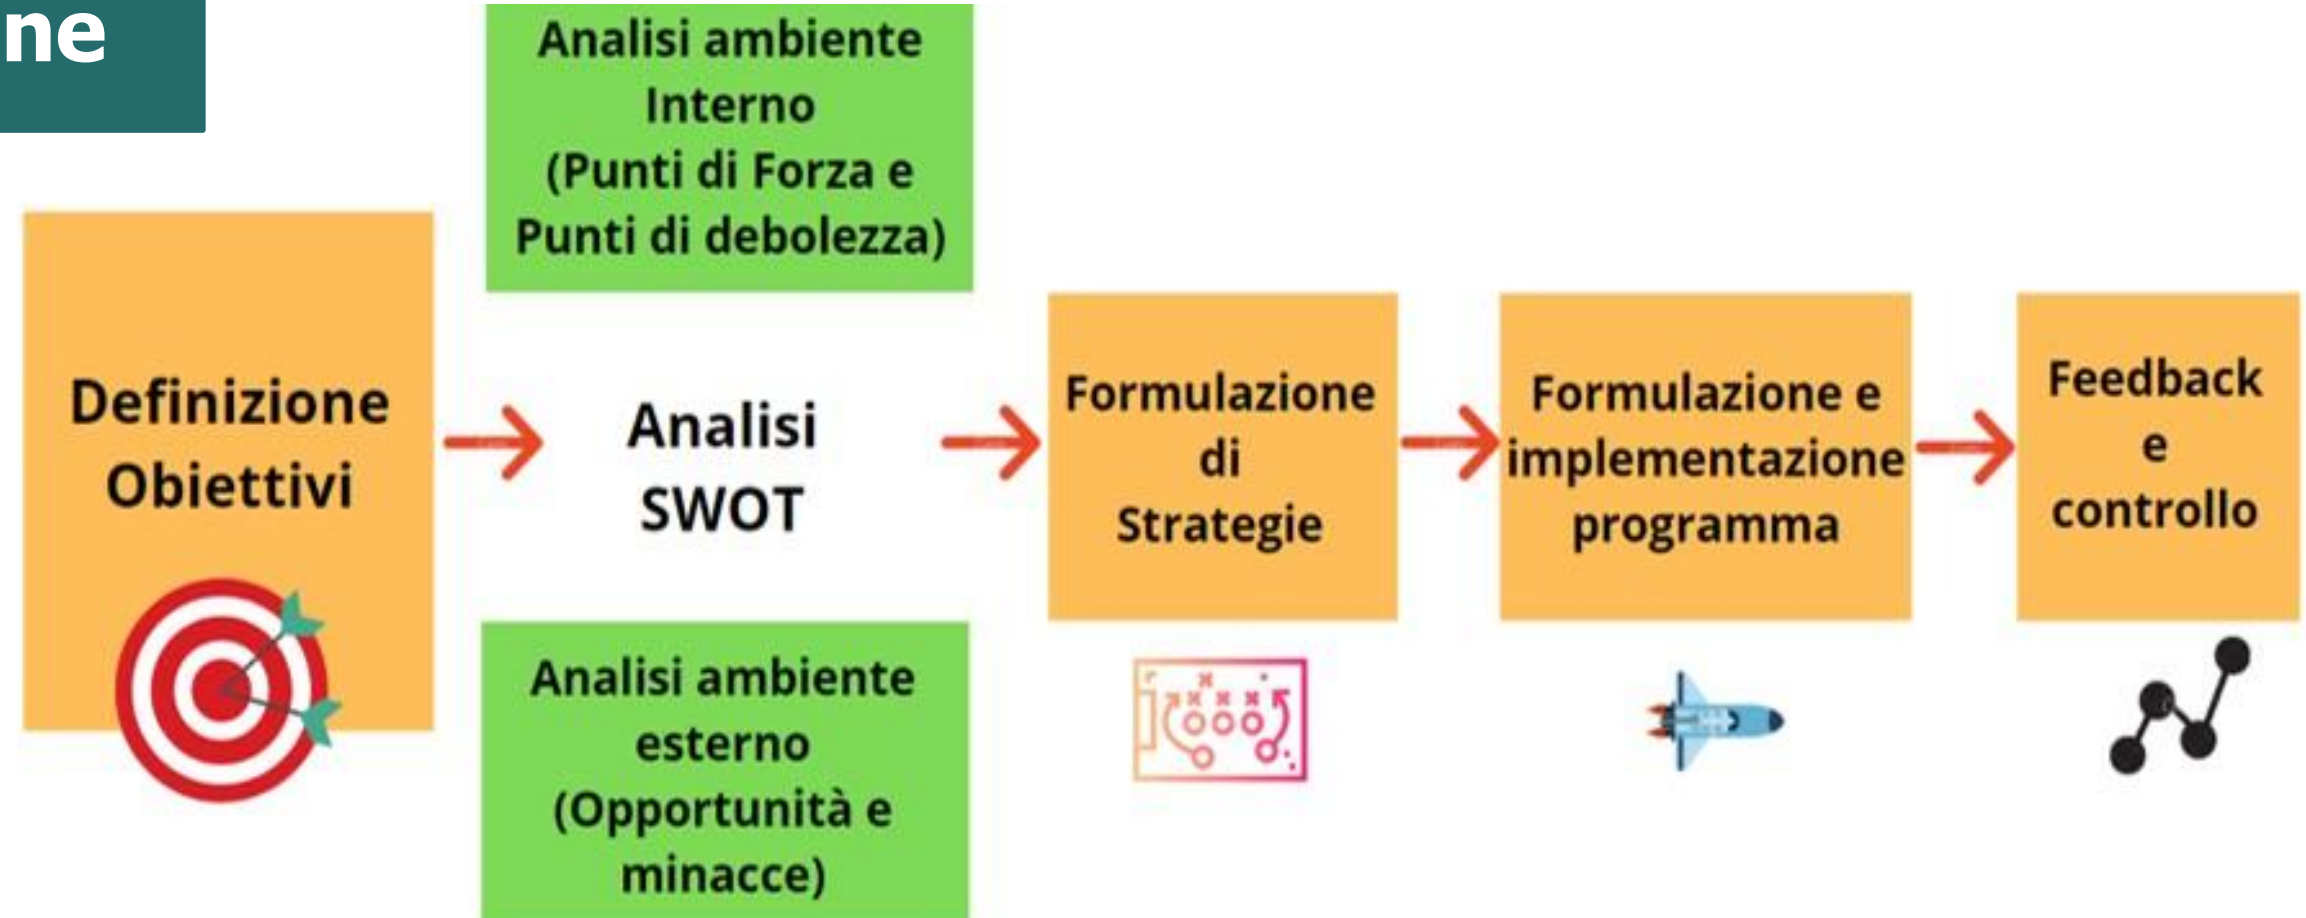 ne
Analisi ambiente
Interno
(Punti di Forza e
Punti di debolezza)
Definizione
Obiettivi
Analisi
SWOT
Analisi ambiente
esterno
(Opportunità e
minacce)
Formulazione
di
Strategie
Formulazione e
implementazione
programma
Feedback
e
controllo